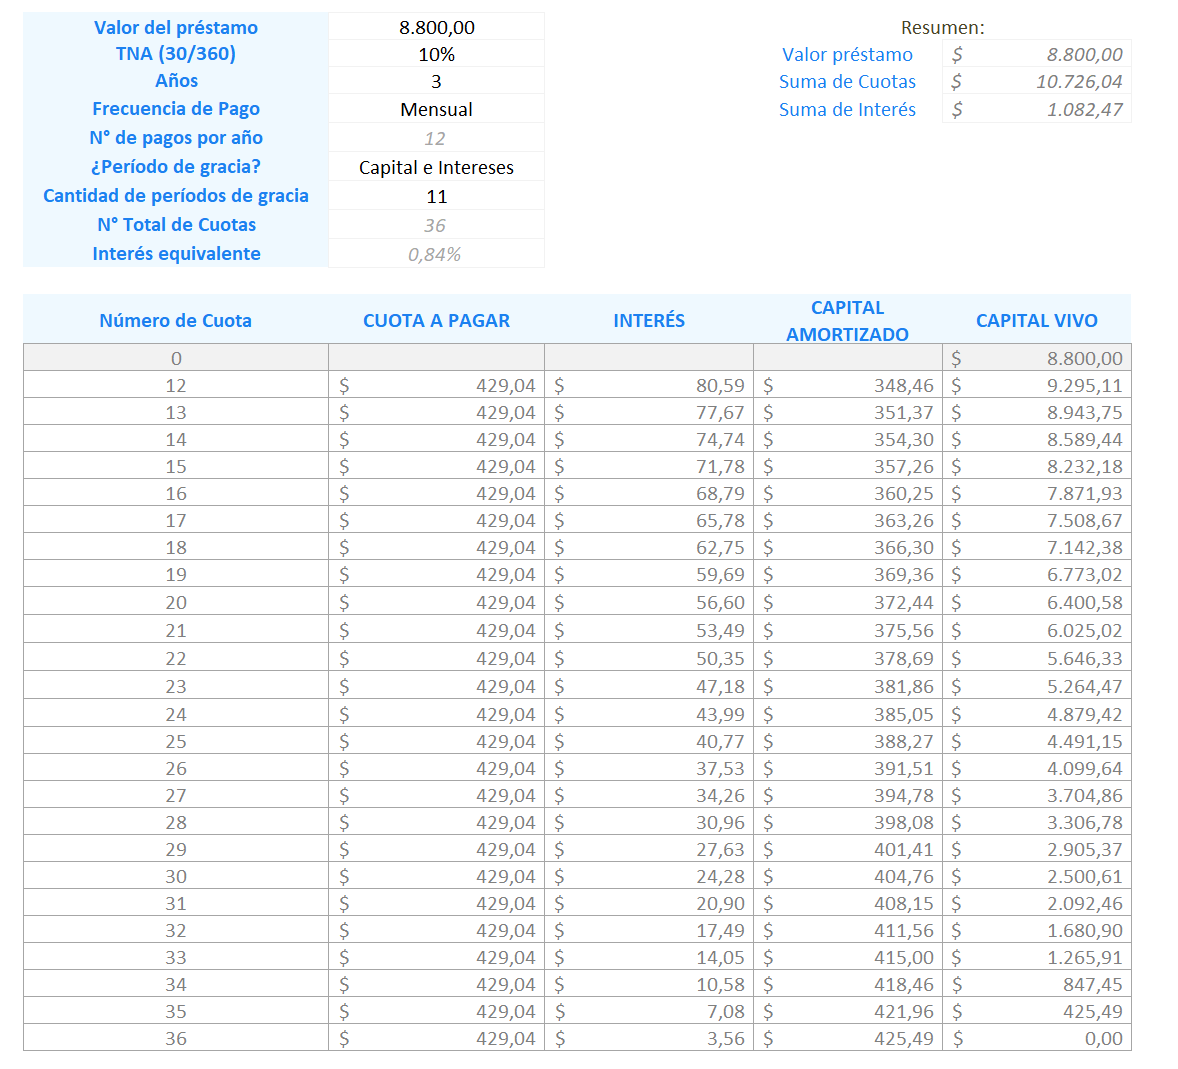 Valor del préstamo 8.800,00
TNA (30/360) 10%
Años 3
Frecuencia de Pago Mensual
N° de pagos por año 12
¿Período de gracia? Capital e Intereses
Cantidad de períodos de gracia 11
N° Total de Cuotas 36
Interés equivalente 0,84%
Resumen:
Valor préstamo $ 8.800,00
Suma de Cuotas $ 10.726,04
Suma de Interés $ 1.082,47
Número de Cuota CUOTA A PAGAR INTERÉS CAPITAL AMORTIZADO CAPITAL VIVO
0 $ 8.800,00
12 $ 429,04 $ 80,59 $ 348,46 $ 9.295,11
13 $ 429,04 $ 77,67 $ 351,37 $ 8.943,75
14 $ 429,04 $ 74,74 $ 354,30 $ 8.589,44
15 $ 429,04 $ 71,78 $ 357,26 $ 8.232,18
16 $ 429,04 $ 68,79 $ 360,25 $ 7.871,93
17 $ 429,04 $ 65,78 $ 363,26 $ 7.508,67
18 $ 429,04 $ 62,75 $ 366,30 $ 7.142,38
19 $ 429,04 $ 59,69 $ 369,36 $ 6.773,02
20 $ 429,04 $ 56,60 $ 372,44 $ 6.400,58
21 $ 429,04 $ 53,49 $ 375,56 $ 6.025,02
22 $ 429,04 $ 50,35 $ 378,69 $ 5.646,33
23 $ 429,04 $ 47,18 $ 381,86 $ 5.264,47
24 $ 429,04 $ 43,99 $ 385,05 $ 4.879,42
25 $ 429,04 $ 40,77 $ 388,27 $ 4.491,15
26 $ 429,04 $ 37,53 $ 391,51 $ 4.099,64
27 $ 429,04 $ 34,26 $ 394,78 $ 3.704,86
28 $ 429,04 $ 30,96 $ 398,08 $ 3.306,78
29 $ 429,04 $ 27,63 $ 401,41 $ 2.905,37
30 $ 429,04 $ 24,28 $ 404,76 $ 2.500,61
31 $ 429,04 $ 20,90 $ 408,15 $ 2.092,46
32 $ 429,04 $ 17,49 $ 411,56 $ 1.680,90
33 $ 429,04 $ 14,05 $ 415,00 $ 1.265,91
34 $ 429,04 $ 10,58 $ 418,46 $ 847,45
35 $ 429,04 $ 7,08 $ 421,96 $ 425,49
36 $ 429,04 $ 3,56 $ 425,49 $ 0,00